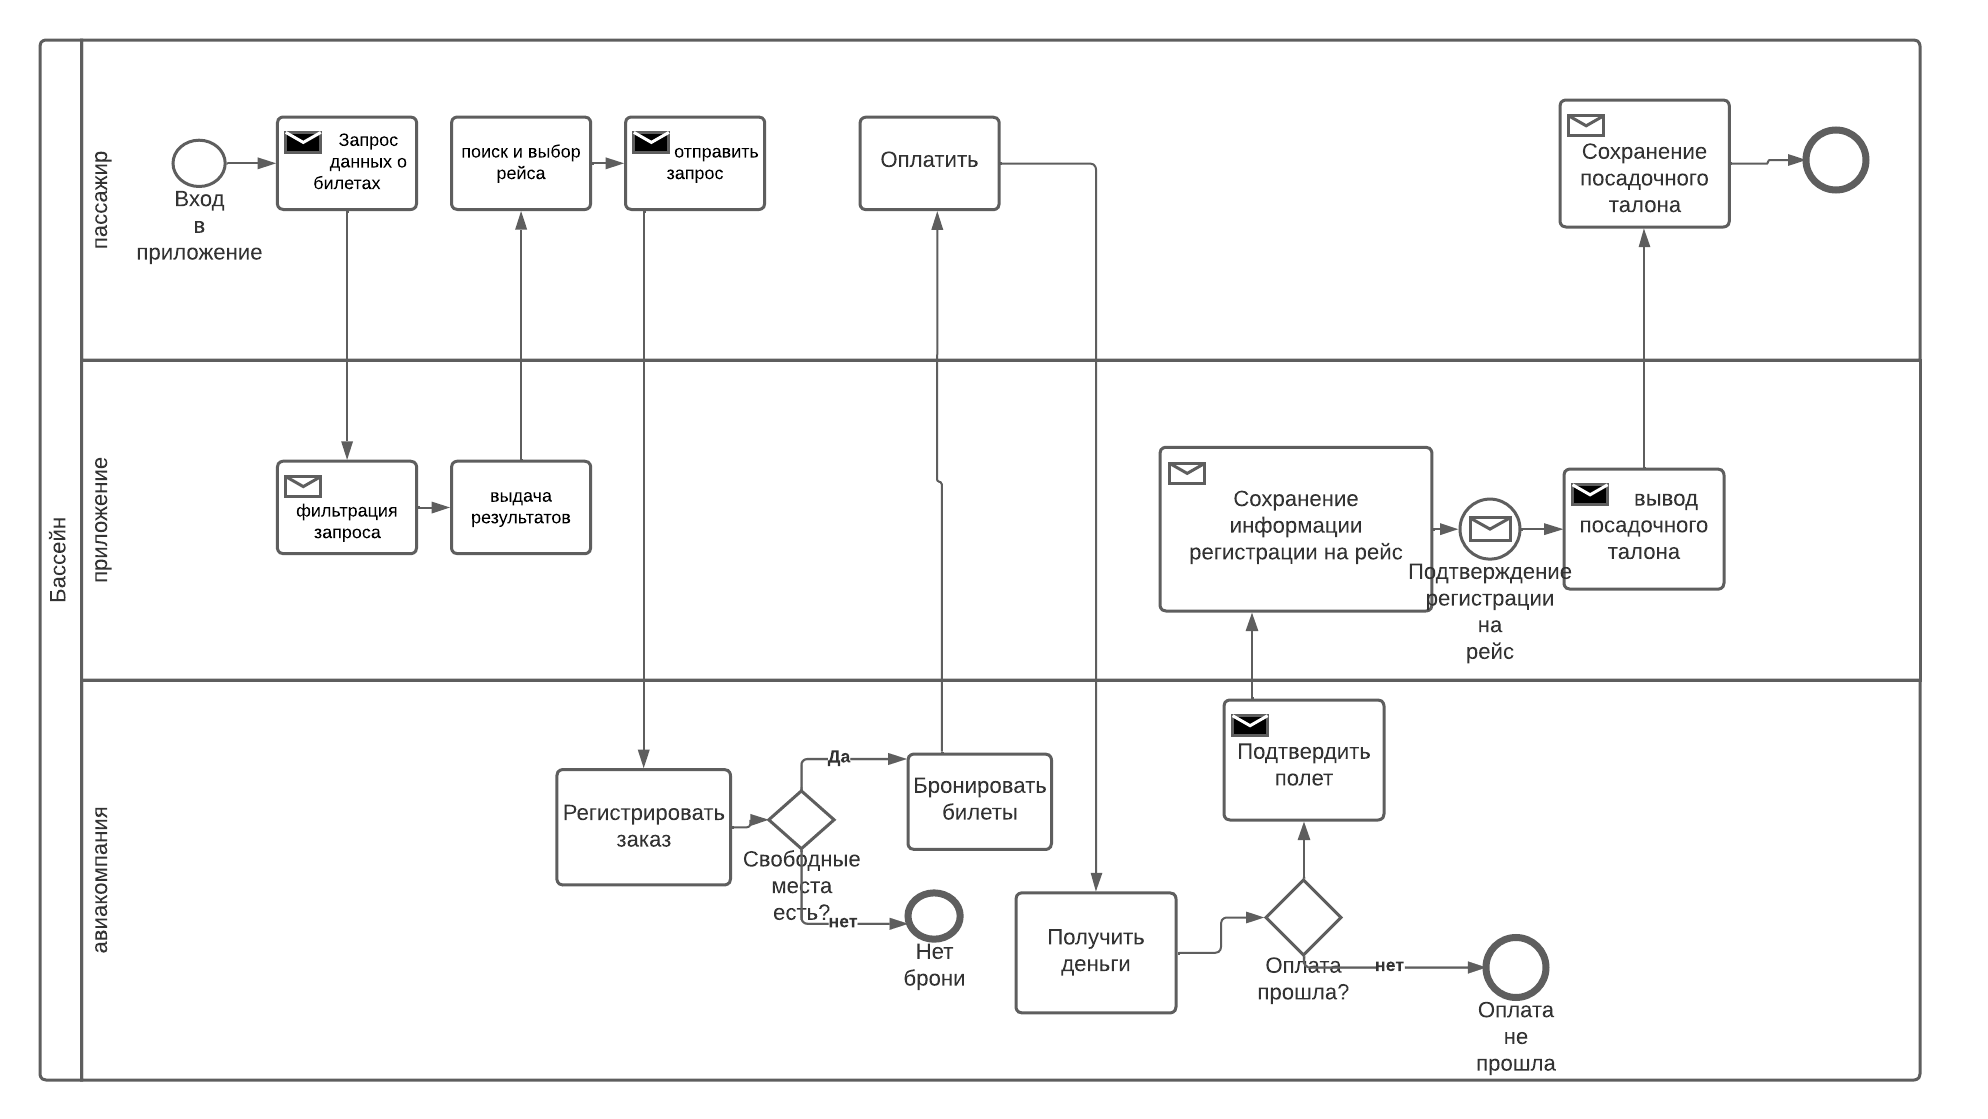 Бассейн
пассажир
Вход
в
приложение
Запрос
данных о
билетах
поиск и выбор
рейса
отправить
запрос
Оплатить
Сохранение
посадочного
талона
приложение
фильтрация
запроса
выдача
результатов
Сохранение
информации
регистрации на рейс
Подтверждение
регистрации
на
рейс
вывод
посадочного
талона
авиакомпания
Регистрировать
заказ
Свободные
места
есть?
Да
нет
Бронировать
билеты
Нет
брони
Получить
деньги
Подтвердить
полет
Оплата
прошла?
нет
Оплата
не
прошла